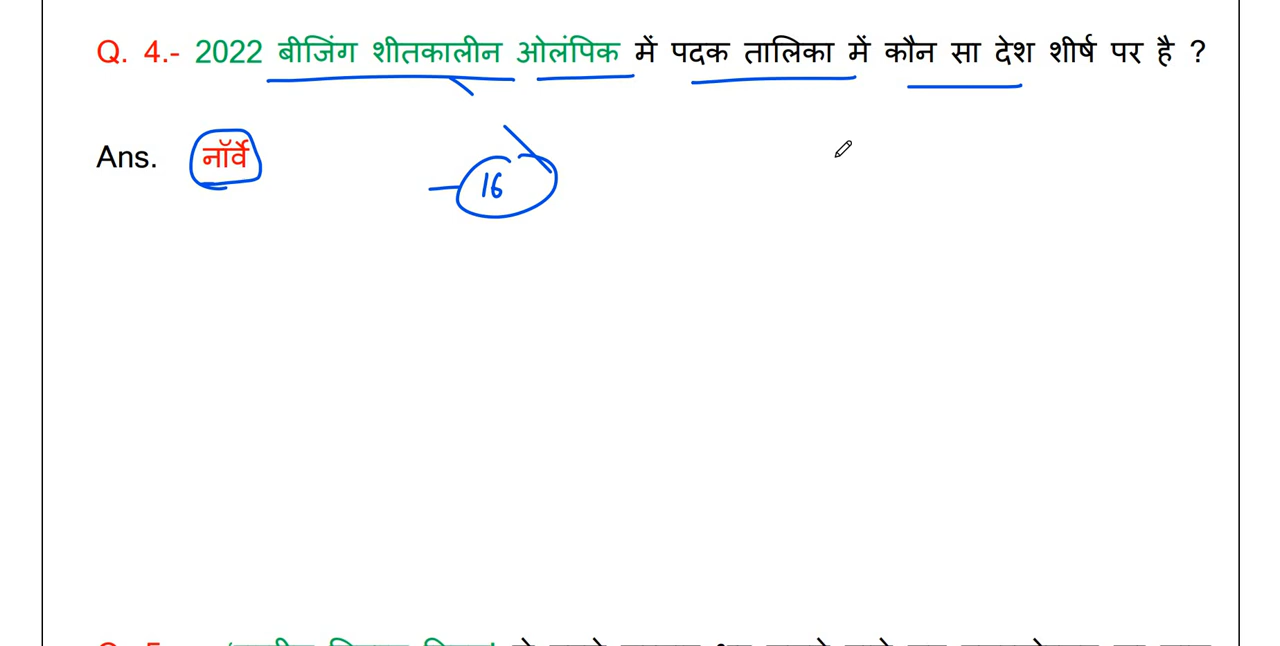 Q. 4.- 2022 बीजिंग शीतकालीन ओलंपिक में पदक तालिका में कौन सा देश शीर्ष पर है ?
Ans. नॉर्वे
16